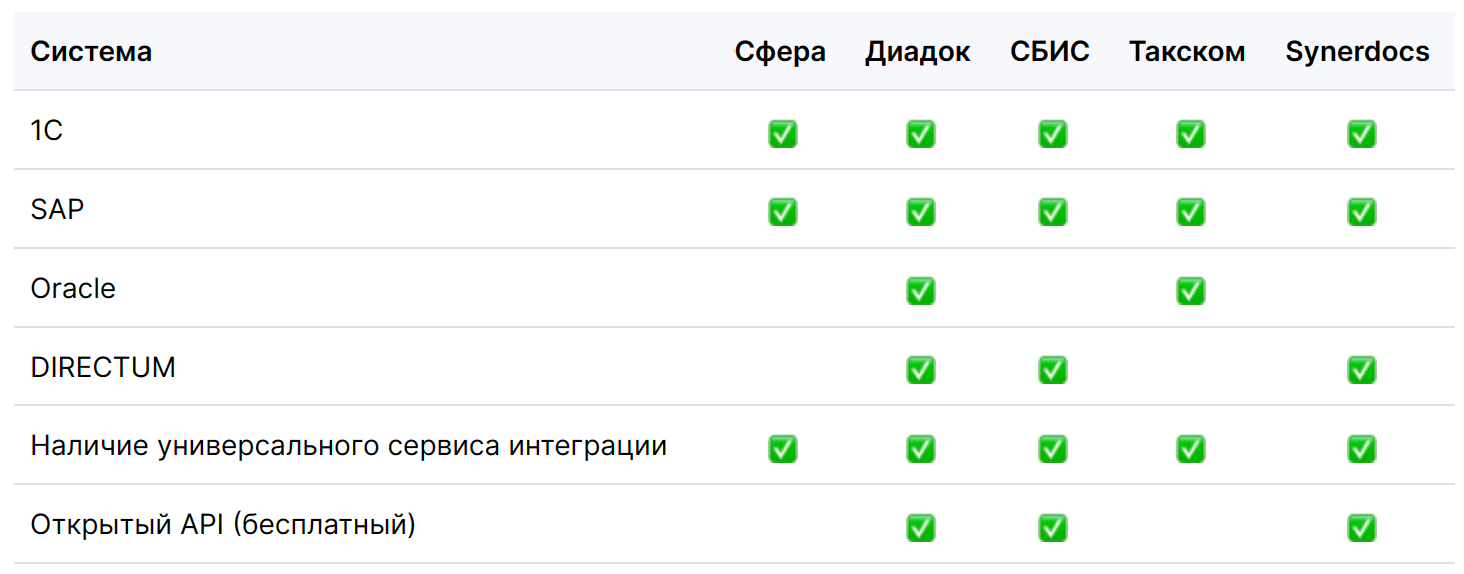 Система Сфера Диадок СБИС Такском Synerdocs
1С ✅ ✅ ✅ ✅ ✅
SAP ✅ ✅ ✅ ✅ ✅
Oracle ✅ ✅
DIRECTUM ✅ ✅ ✅
Наличие универсального сервиса интеграции ✅ ✅ ✅ ✅ ✅
Открытый API (бесплатный) ✅ ✅ ✅